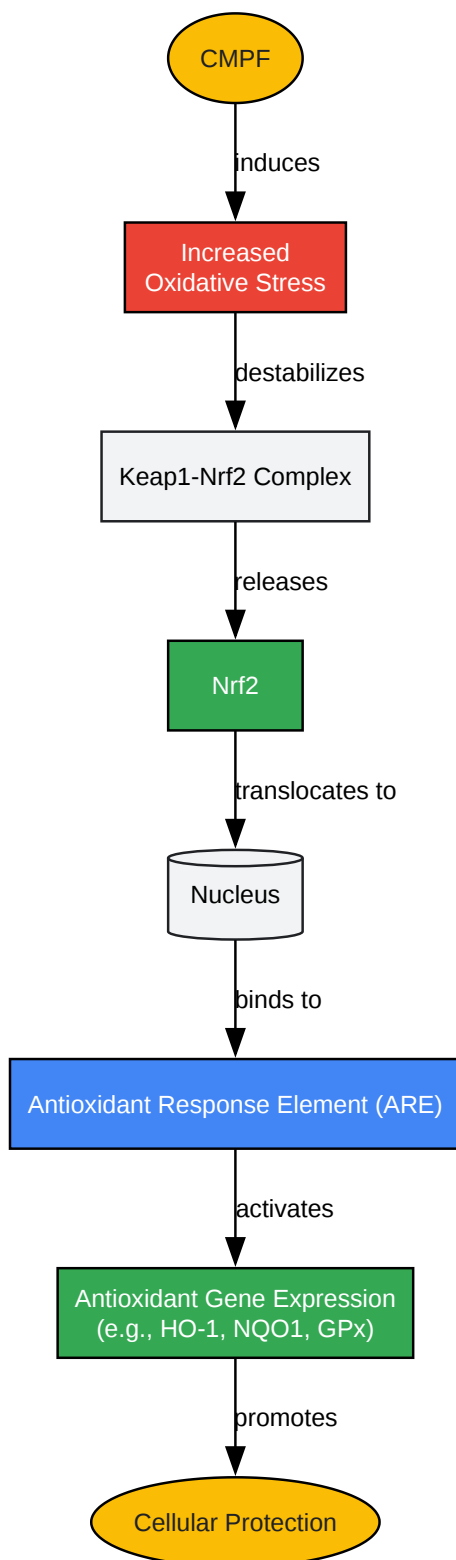 CMPF
induces
Increased
Oxidative Stress
destabilizes
Keap1-Nrf2 Complex
releases
Nrf2
translocates to
Nucleus
binds to
Antioxidant Response Element (ARE)
activates
Antioxidant Gene Expression
(e.g., HO-1, NQO1, GPx)
promotes
Cellular Protection